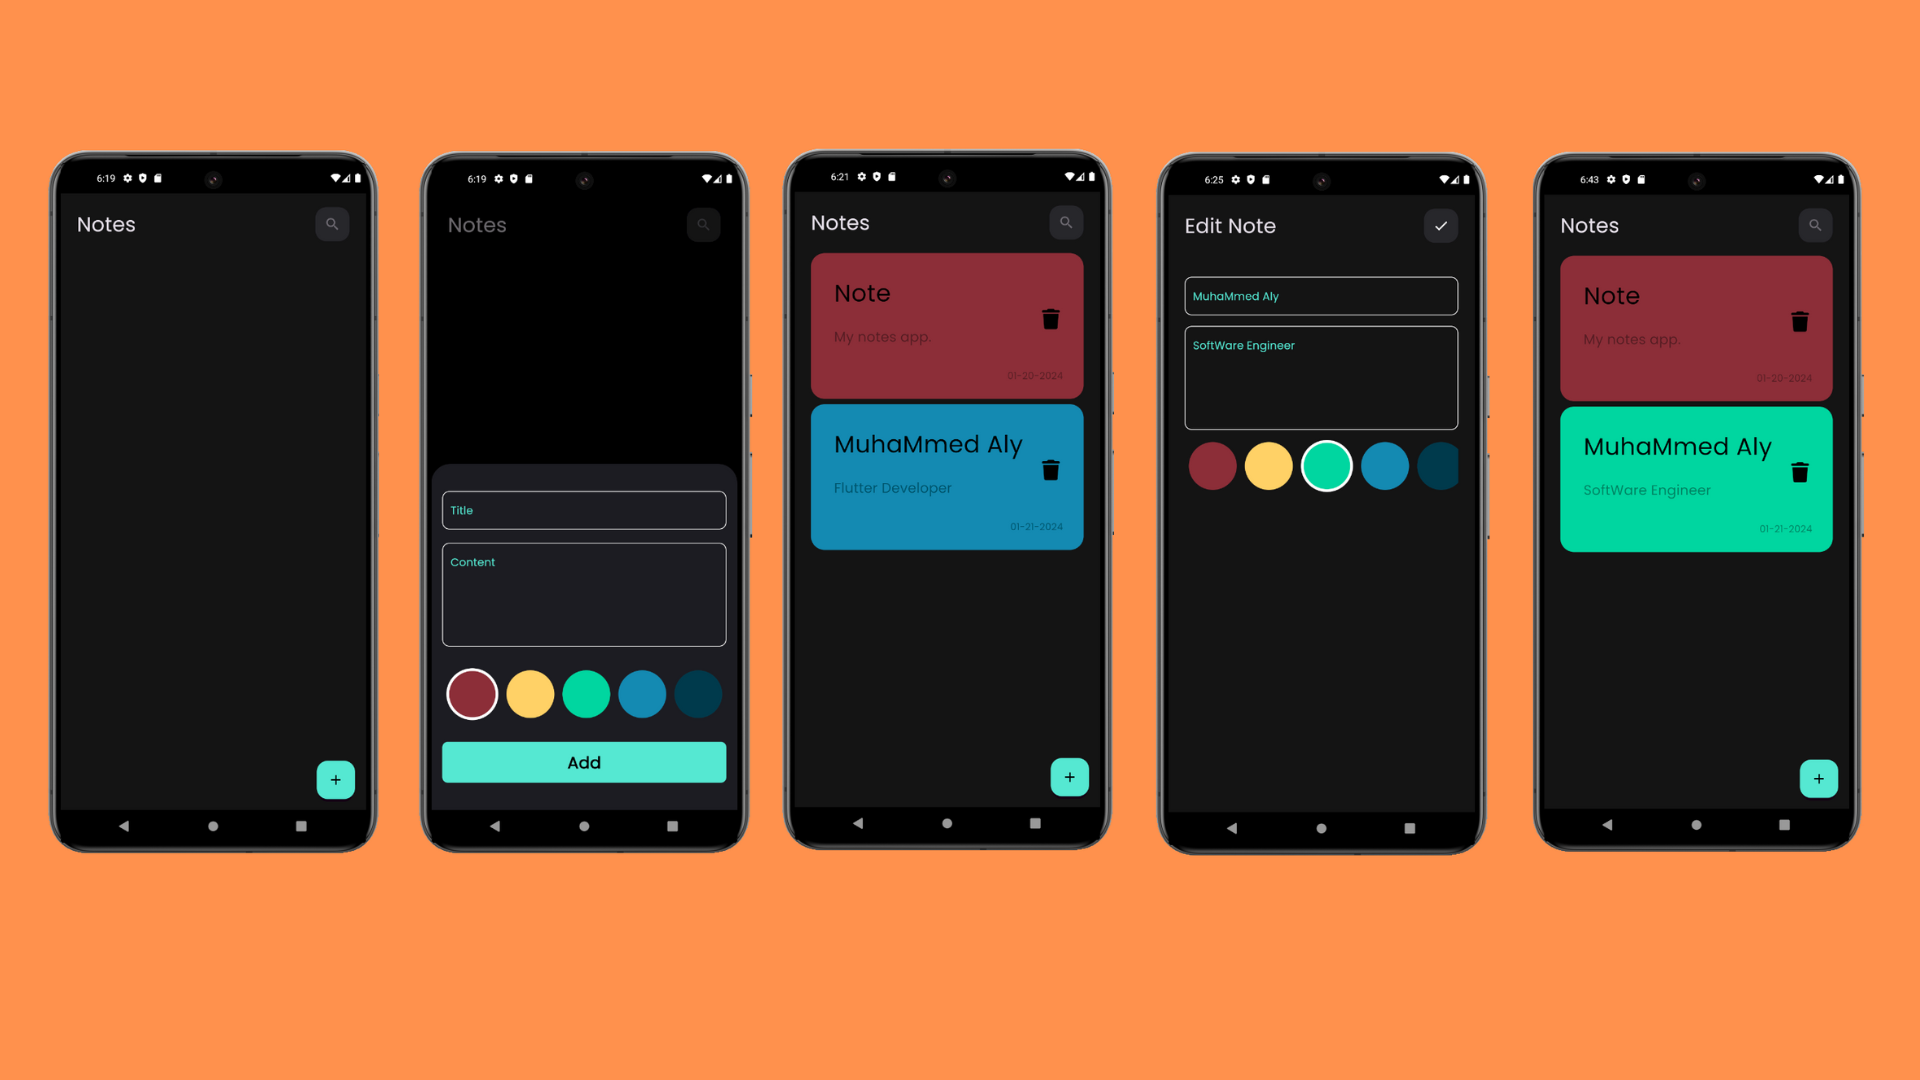 6:19
Notes
+
6:19
Notes
Title
Content
Add
6:21
Notes
Note
My notes app.
01-20-2024
MuhaMmed Aly
Flutter Developer
01-21-2024
+
6:25
Edit Note
MuhaMmed Aly
SoftWare Engineer
6:43
Notes
Note
My notes app.
01-20-2024
MuhaMmed Aly
SoftWare Engineer
01-21-2024
+